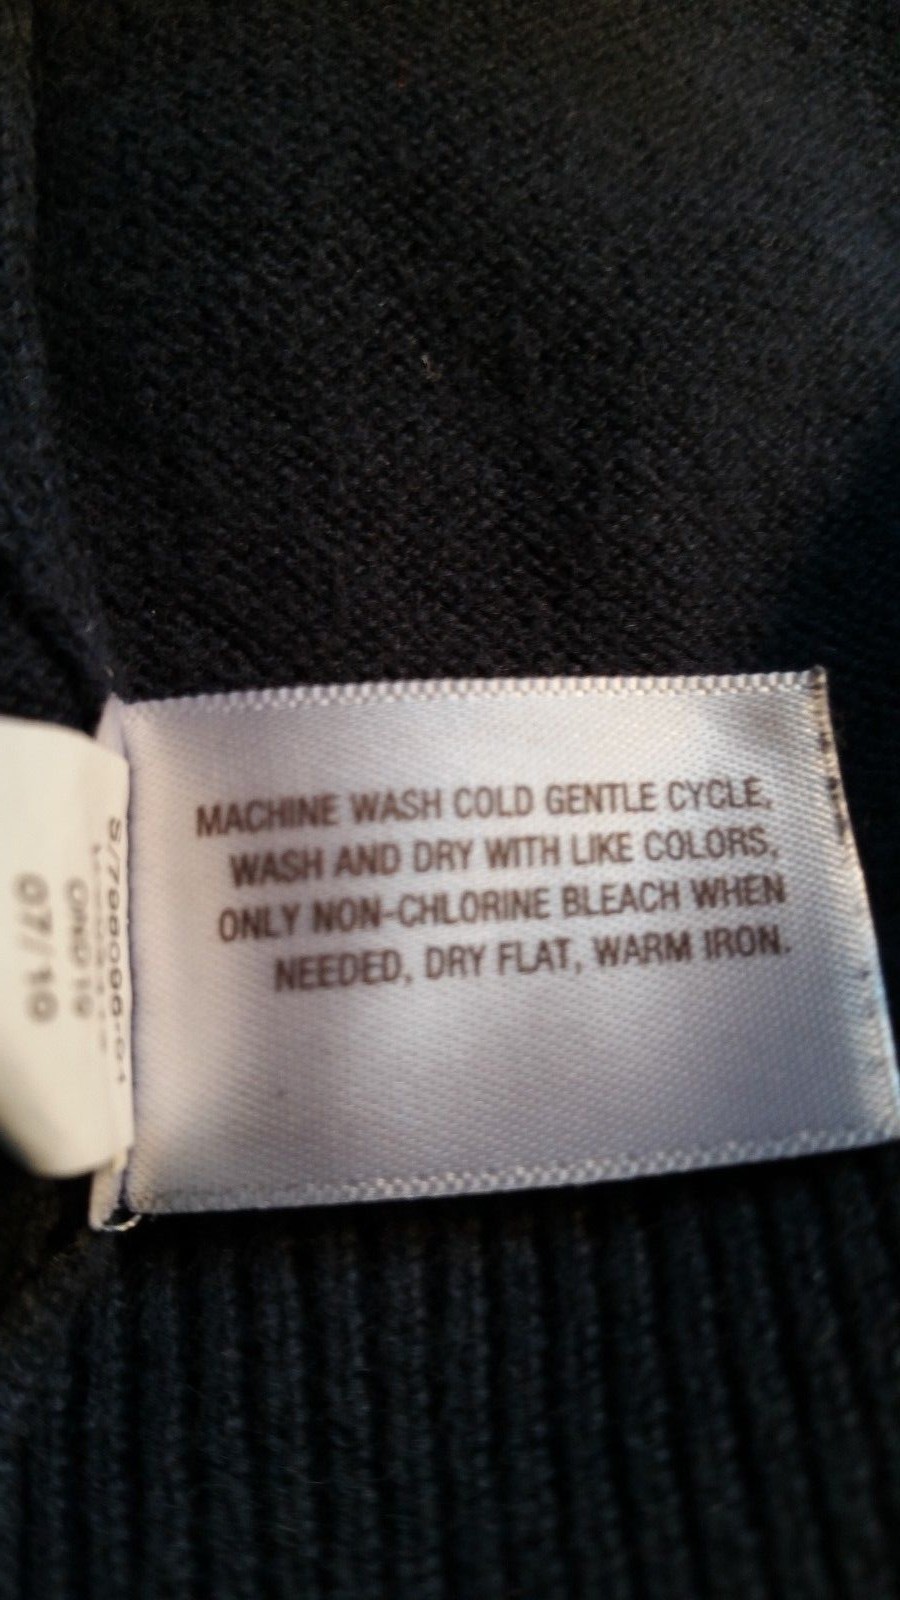 MACHINE WASH COLD GENTLE CYCLE,
WASH AND DRY WITH LIKE COLORS,
ONLY NON-CHLORINE BLEACH WHEN
NEEDED, DRY FLAT, WARM IRON.
07/10